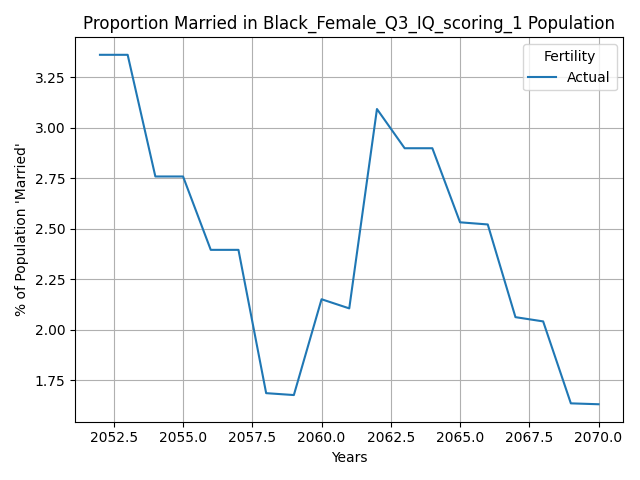 Proportion Married in Black_Female_Q3_IQ_scoring_1 Population
Fertility
Actual
% of Population 'Married'
3.25
3.00
2.75
2.50
2.25
2.00
1.75
2052.5 2055.0 2057.5 2060.0 2062.5 2065.0 2067.5 2070.0
Years